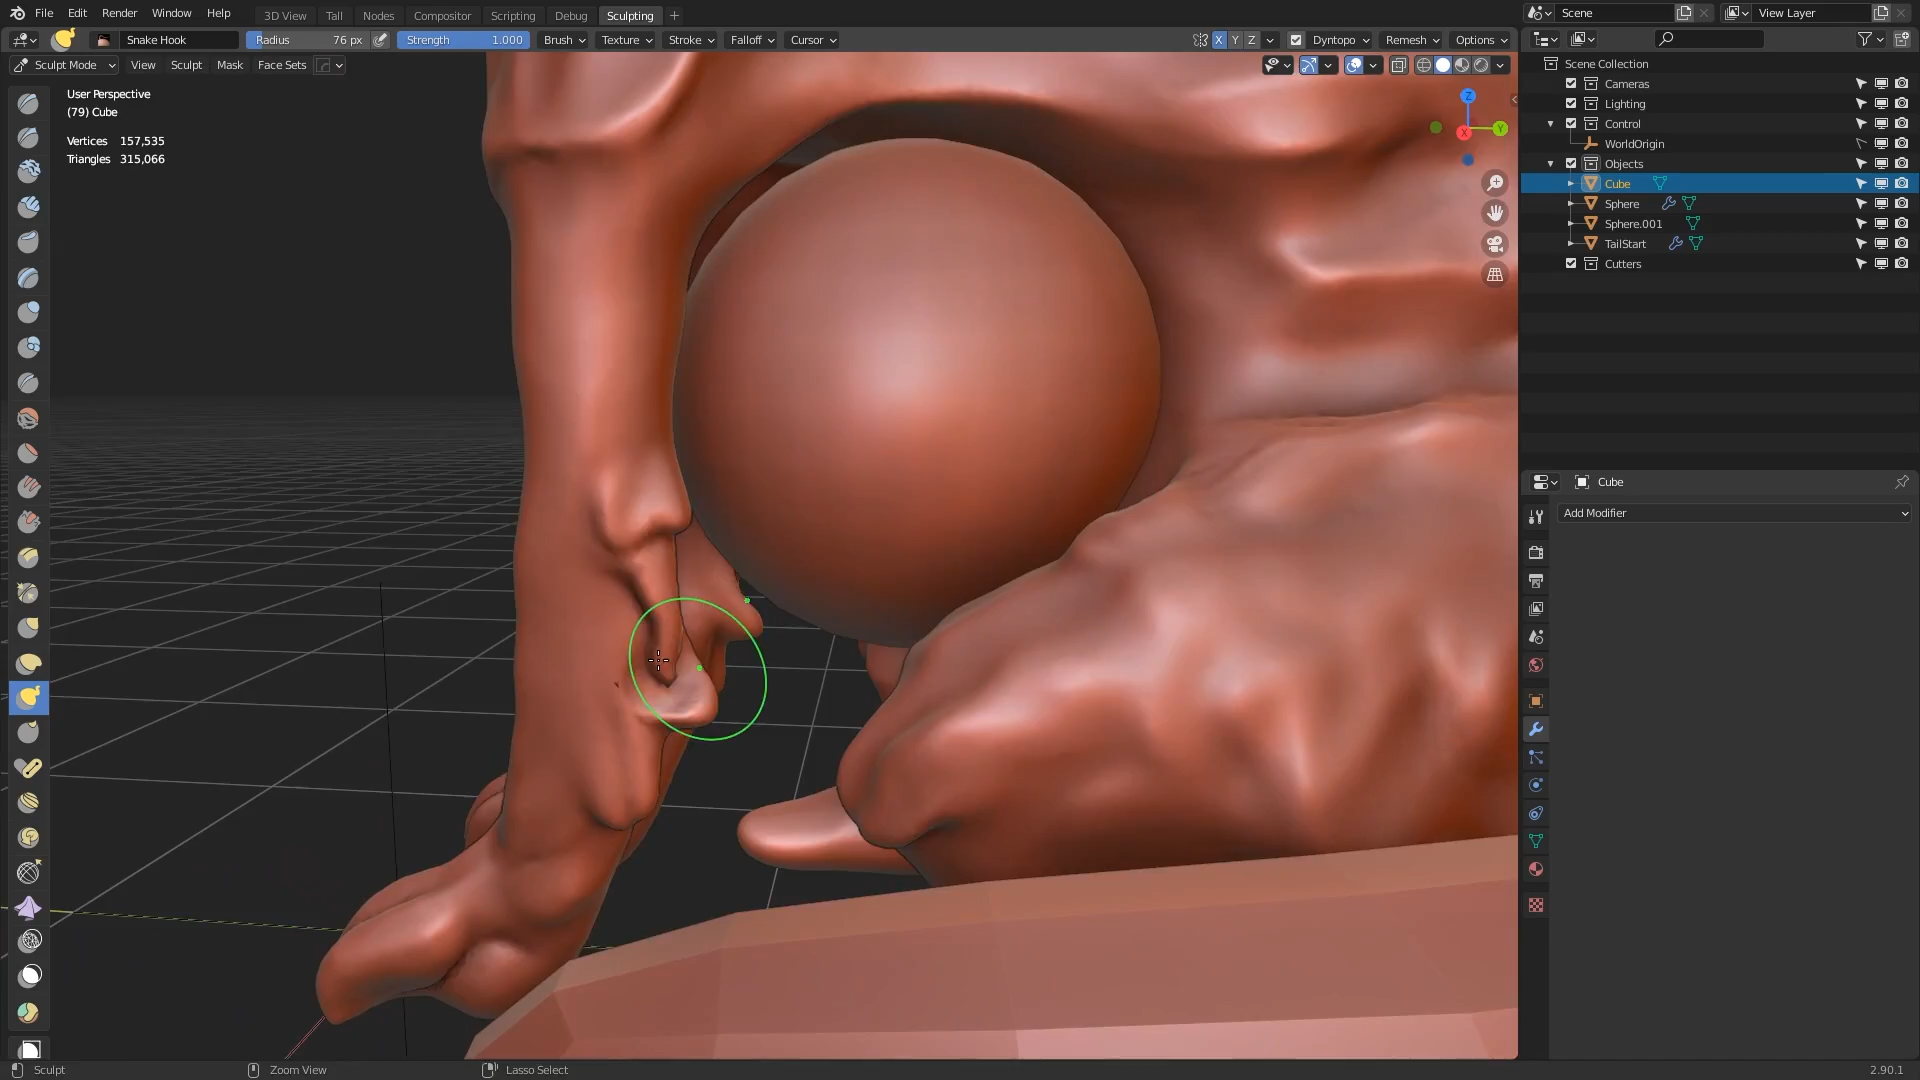 File Edit Render Window Help 3D View Tall Nodes Compositor Scripting Debug Uving Sculpting +
Scene View Layer
Snake Hook Radius 76 px Strength 1.000 Brush Texture Stroke Falloff Cursor X Y Z Dyntopo Remesh Options
Sculpt Mode View Sculpt Mask Face Sets
User Perspective
(79) Cube
Vertices 157,535
Triangles 315,066
Z
Y
X
Scene Collection
Cameras
Lighting
Control
WorldOrigin
Objects
Cube
Sphere
Sphere.001
TailStart
Cutters
Cube
Add Modifier
Sculpt Zoom View Lasso Select 2.90.1